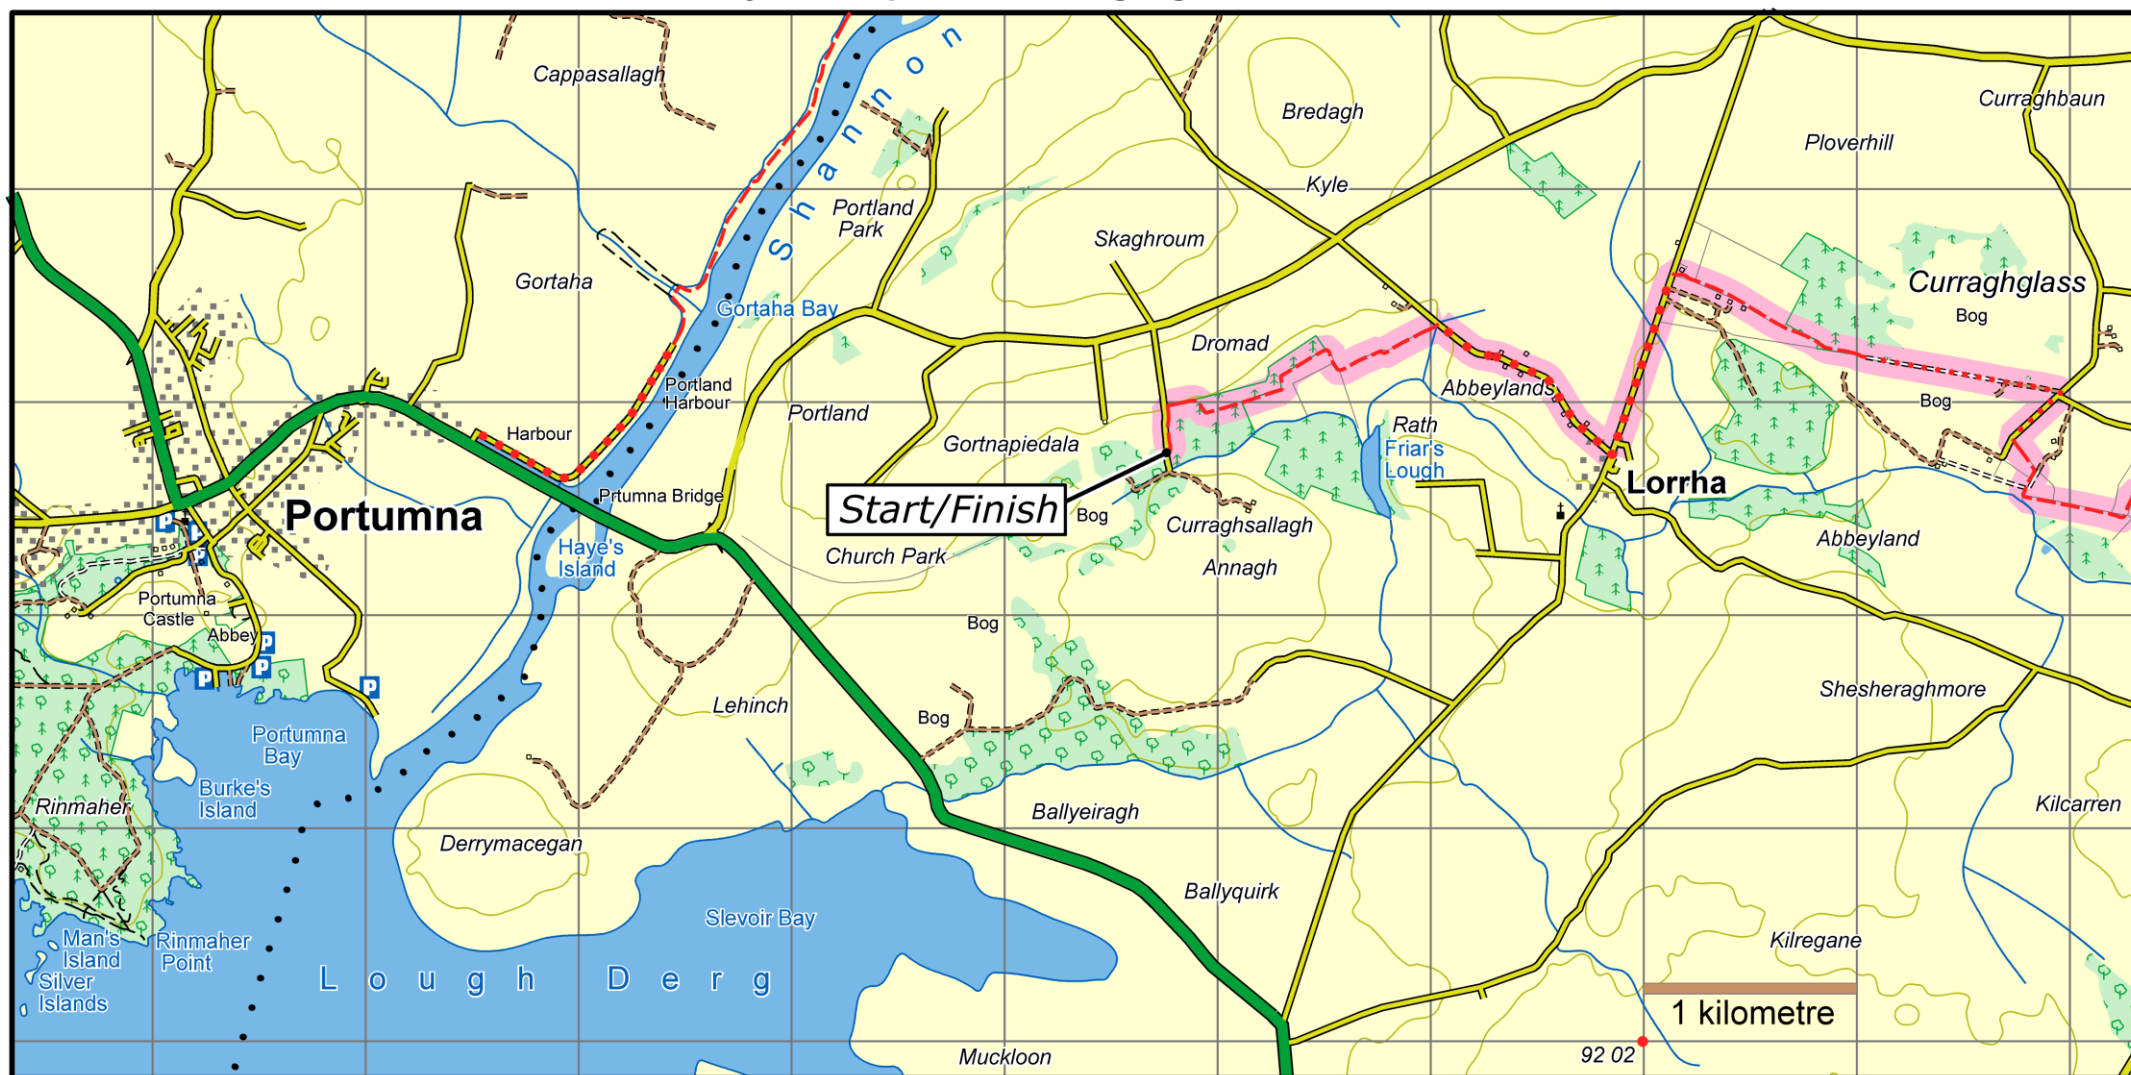 Cappasallagh
Shannon
Bredagh
Curraghbaun
Ploverhill
Kyle
Portland
Park
Skaghroum
Gortaha
Gortaha Bay
Curraghglass
Bog
Dromad
Portland
Harbour
Abbeylands
Bog
Portland
Harbour
Gortnapiedala
Rath
Friar's
Lough
Lorrha
Portumna
Prtumna Bridge
Start/Finish
Bog
Curraghsallagh
Abbeyland
Haye's
Island
Church Park
Annagh
Portumna
Castle
Abbey
Bog
P
P
P
P
P
P
P
Lehinch
Bog
Shesheraghmore
Portumna
Bay
Burke's
Island
Rinmaher
Ballyeiragh
Kilcarren
Derrymacegan
Ballyquirk
Slevoir Bay
Man's
Island
Rinmaher
Point
Silver
Islands
Lough Derg
Kilregane
1 kilometre
Muckloon
92 02